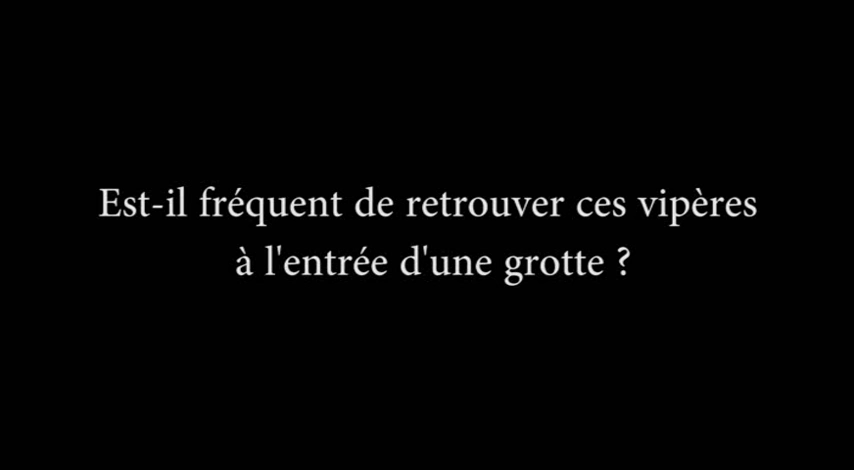 Est-il fréquent de retrouver ces vipères
à l'entrée d'une grotte ?